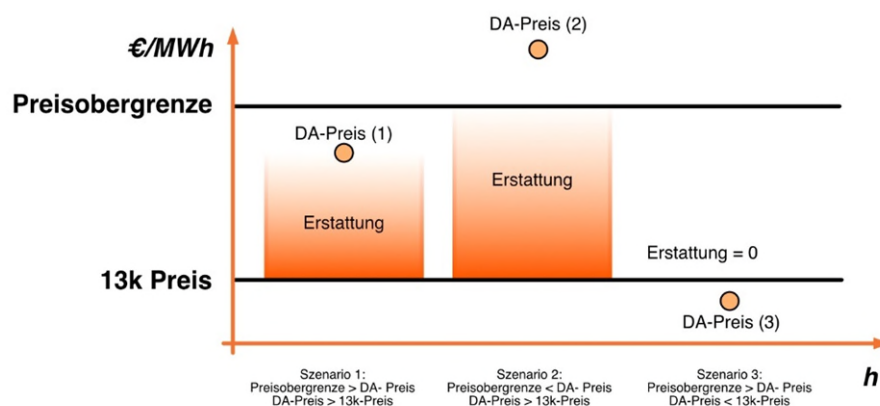 DA-Preis (2)
€/MWh
Preisobergrenze
DA-Preis (1)
Erstattung
Erstattung
Erstattung = 0
13k Preis
DA-Preis (3)
h
Szenario 1:
Preisobergrenze > DA- Preis
DA-Preis > 13k-Preis
Szenario 2:
Preisobergrenze < DA- Preis
DA-Preis > 13k-Preis
Szenario 3:
Preisobergrenze > DA- Preis
DA-Preis < 13k-Preis